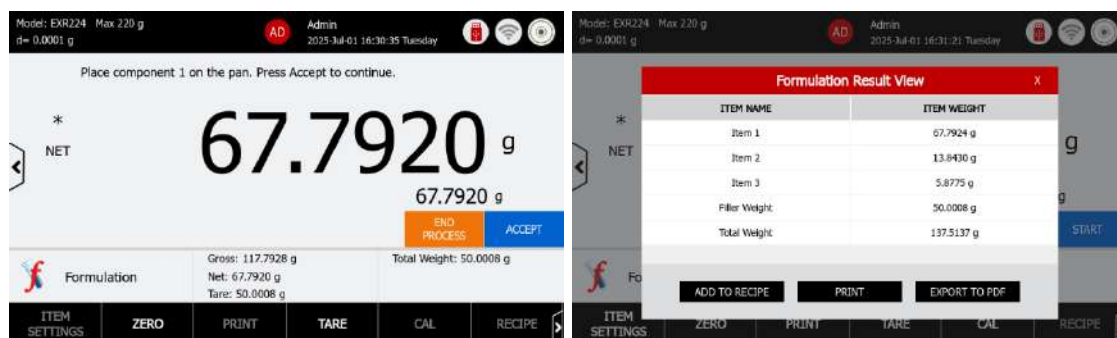 Model: EXR224 Max 220 g
d= 0.0001 g
AD
Admin
2025-Jul-01 16:30:35 Tuesday
Place component 1 on the pan. Press Accept to continue.
*
NET
67.7920 g
67.7920 g
END
PROCESS
ACCEPT
Formulation
Gross: 117.7928 g
Net: 67.7920 g
Tare: 50.0008 g
Total Weight: 50.0008 g
ITEM
SETTINGS
ZERO
PRINT
TARE
CAL
RECIPE
Model: EXR224 Max 220 g
d= 0.0001 g
AD
Admin
2025-Jul-01 16:31:21 Tuesday
Formulation Result View
X
ITEM NAME ITEM WEIGHT
Item 1 67.7924 g
Item 2 13.8430 g
Item 3 5.8775 g
Filler Weight 50.0008 g
Total Weight 137.5137 g
*
NET
g
g
START
Fo
ADD TO RECIPE PRINT EXPORT TO PDF
ITEM
SETTINGS
ZERO
PRINT
TARE
CAL
RECIPE